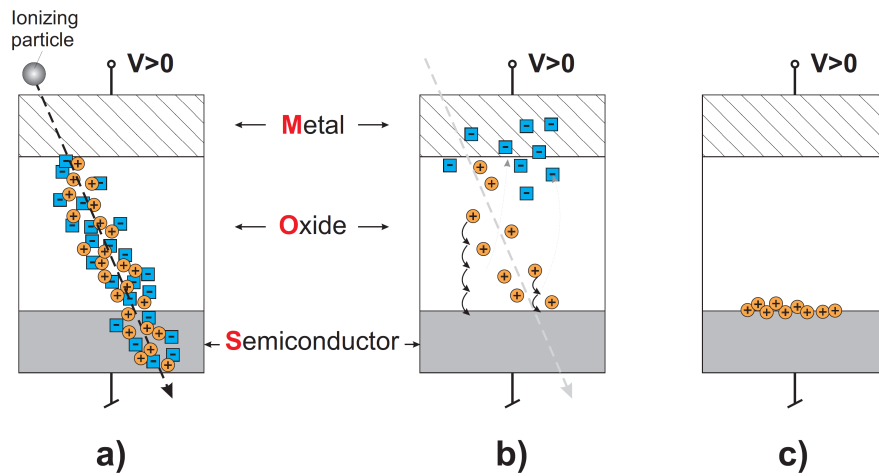 Ionizing
particle
V>0
V>0
V>0
Metal
Oxide
Semiconductor
a)
b)
c)